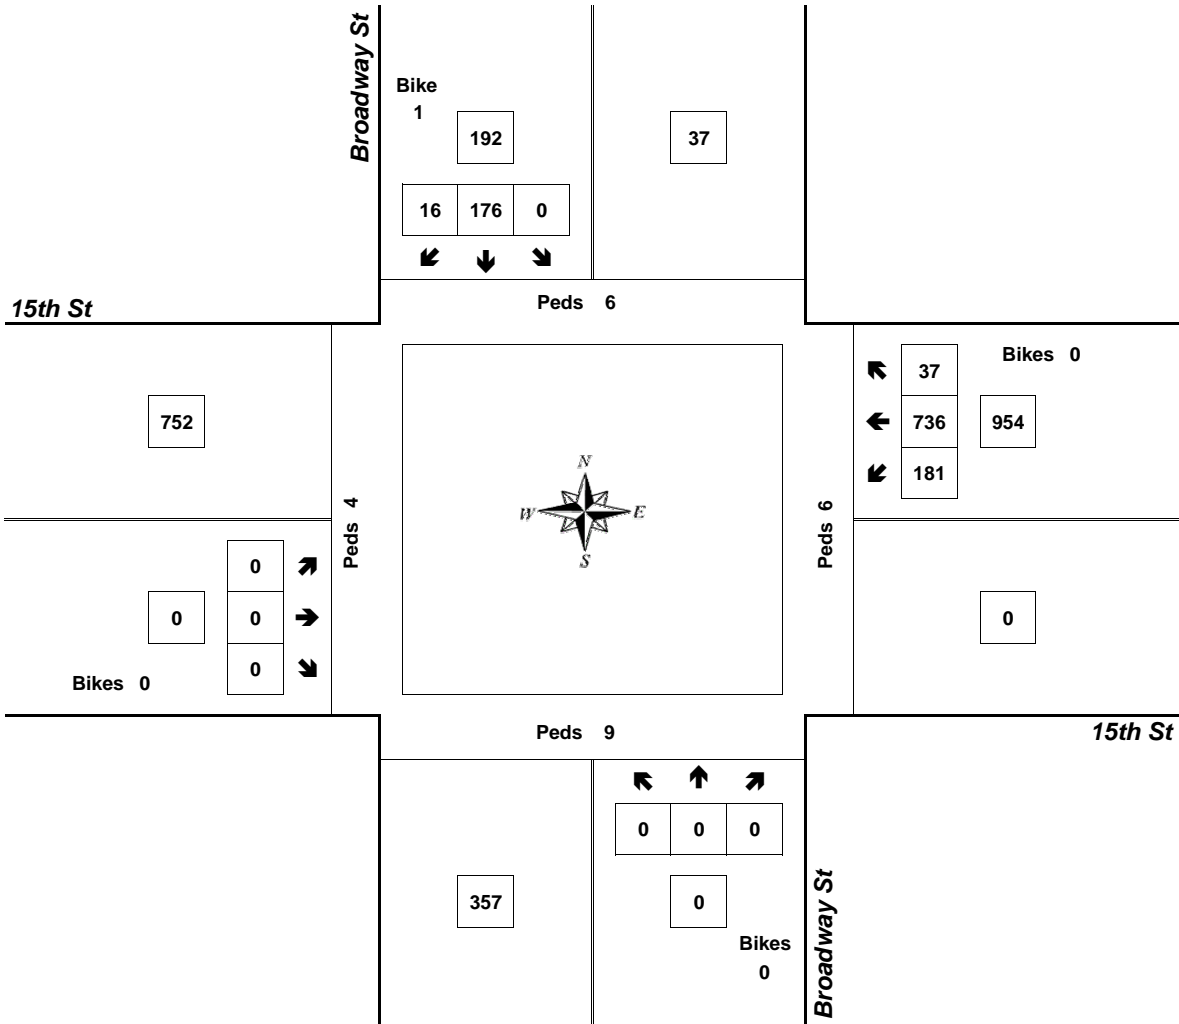 Broadway St
Bike
1
192
37
16 176 0
Peds 6
15th St
37
Bikes 0
752
736
954
181
N
W E
S
Peds 4
Peds 6
0
0
0
0
0
Bikes 0
Peds 9
15th St
0 0 0
357
0
Bikes
0
Broadway St